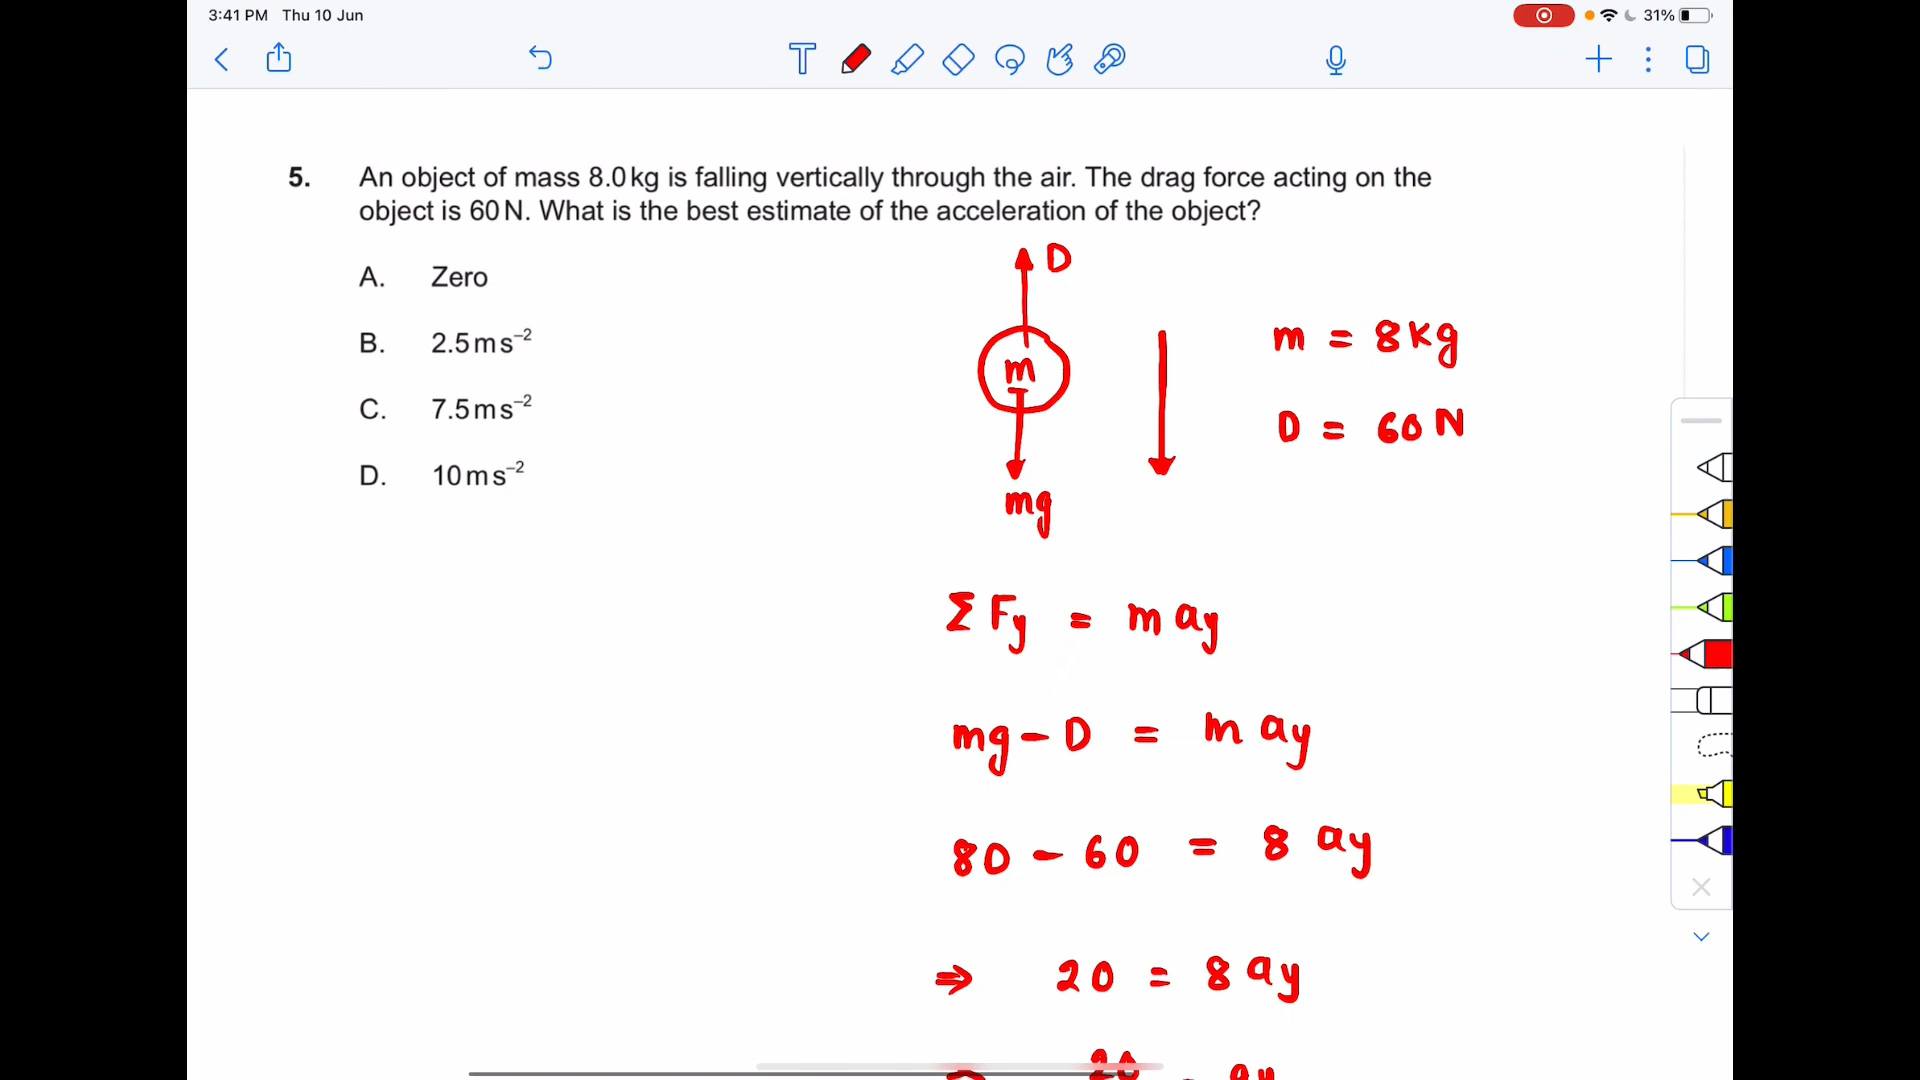 3:41 PM Thu 10 Jun
31%
5. An object of mass 8.0 kg is falling vertically through the air. The drag force acting on the
object is 60 N. What is the best estimate of the acceleration of the object?
A. Zero
B. 2.5 m s⁻²
C. 7.5 m s⁻²
D. 10 m s⁻²
D
m
mg
m = 8 kg
D = 60 N
Σ Fy = m ay
mg - D = m ay
80 - 60 = 8 ay
⇒ 20 = 8 ay